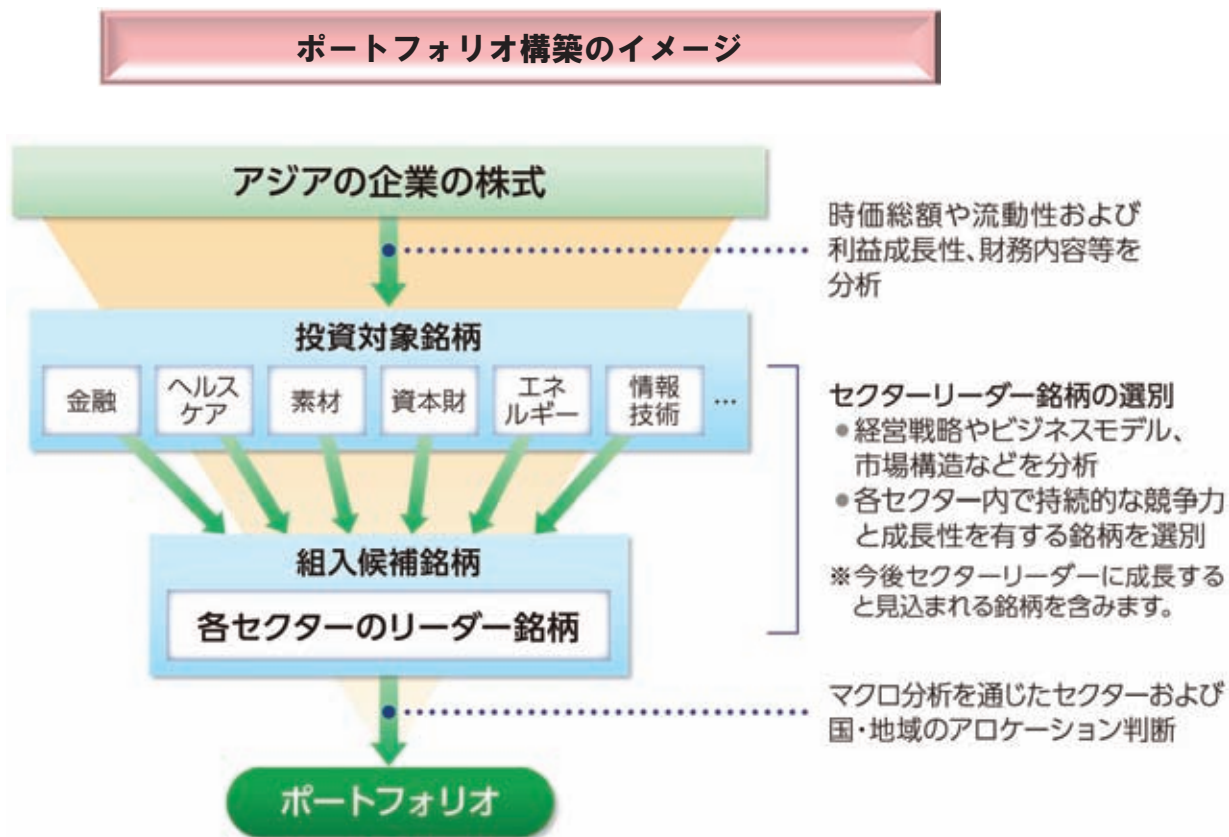 ポートフォリオ構築のイメージ
アジアの企業の株式
時価総額や流動性および
利益成長性、財務内容等を
分析
投資対象銘柄
金融
ヘルス
ケア
素材
資本財
エネ
ルギー
情報
技術
…
セクターリーダー銘柄の選別
●経営戦略やビジネスモデル、
市場構造などを分析
●各セクター内で持続的な競争力
と成長性を有する銘柄を選別
※今後セクターリーダーに成長する
と見込まれる銘柄を含みます。
組入候補銘柄
各セクターのリーダー銘柄
マクロ分析を通じたセクターおよび
国・地域のアロケーション判断
ポートフォリオ